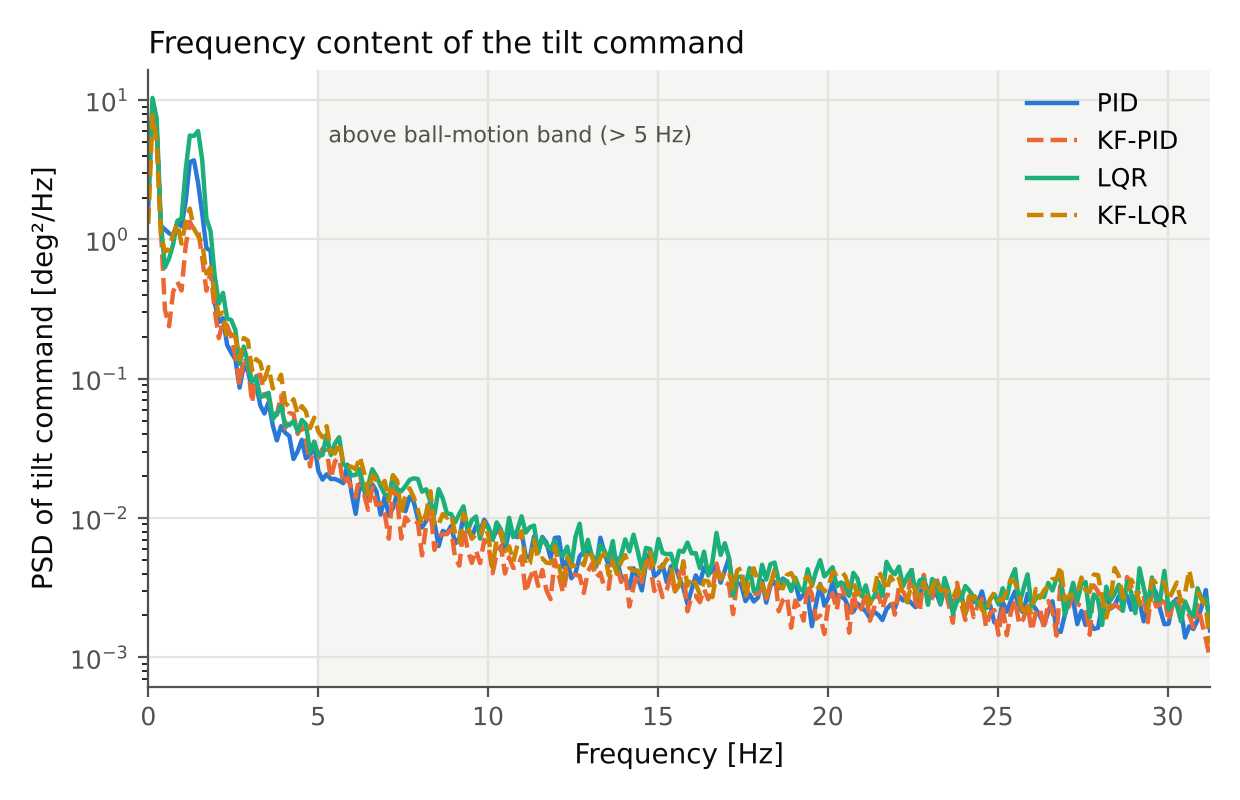 Frequency content of the tilt command
PSD of tilt command [deg²/Hz]
10¹
10⁰
10⁻¹
10⁻²
10⁻³
above ball-motion band (> 5 Hz)
PID
KF-PID
LQR
KF-LQR
0 5 10 15 20 25 30
Frequency [Hz]